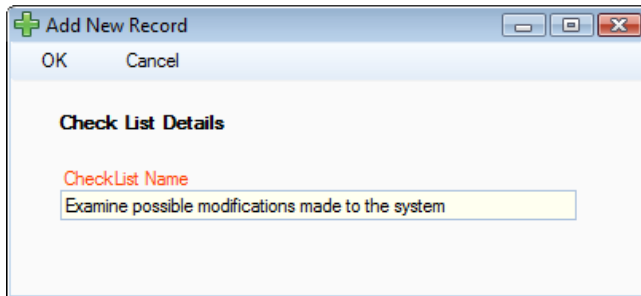 Add New Record
OK Cancel
Check List Details
CheckList Name
Examine possible modifications made to the system